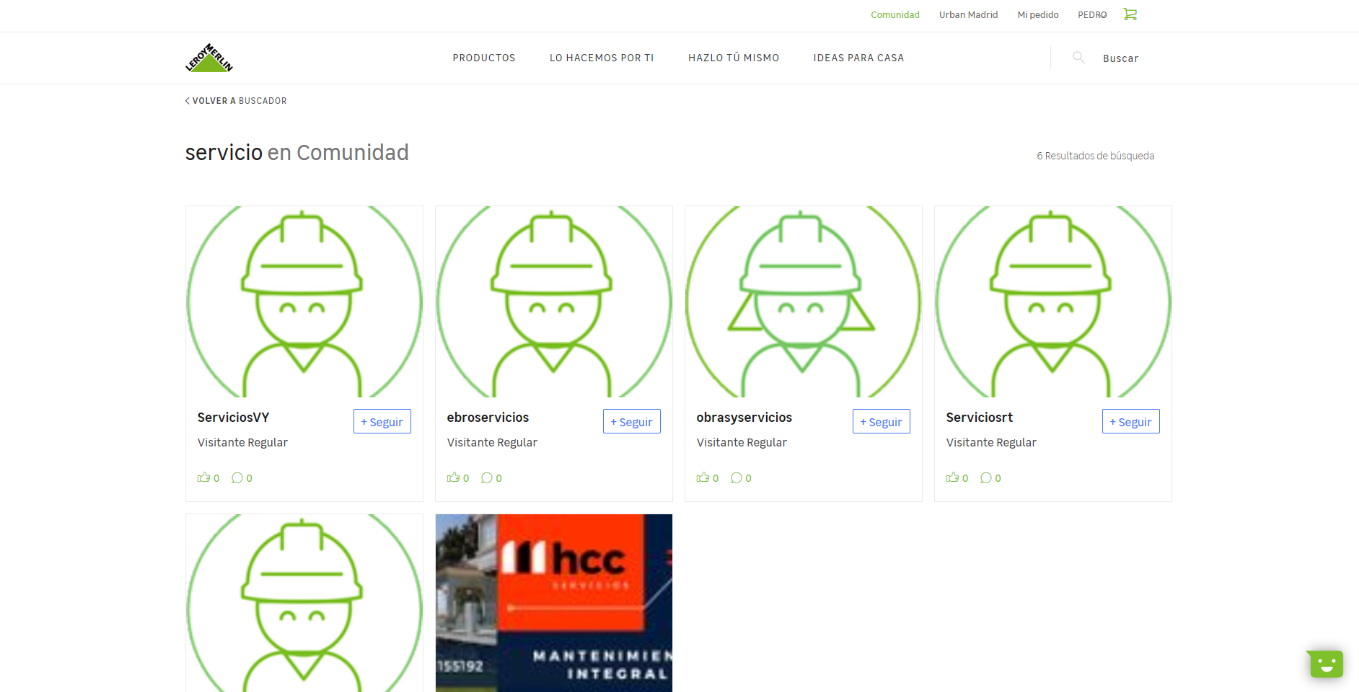 Comunidad Urban Madrid Mi pedido PEDRO
LEROY MERLIN
PRODUCTOS LO HACEMOS POR TI HAZLO TÚ MISMO IDEAS PARA CASA Buscar
VOLVER A BUSCADOR
servicio en Comunidad
6 Resultados de búsqueda
ServiciosVY + Seguir
Visitante Regular
0 0
ebroservicios + Seguir
Visitante Regular
0 0
obrasyservicios + Seguir
Visitante Regular
0 0
Serviciosrt + Seguir
Visitante Regular
0 0
hcc
SERVICIOS
MANTENIMIEN
INTEGRAL
155192